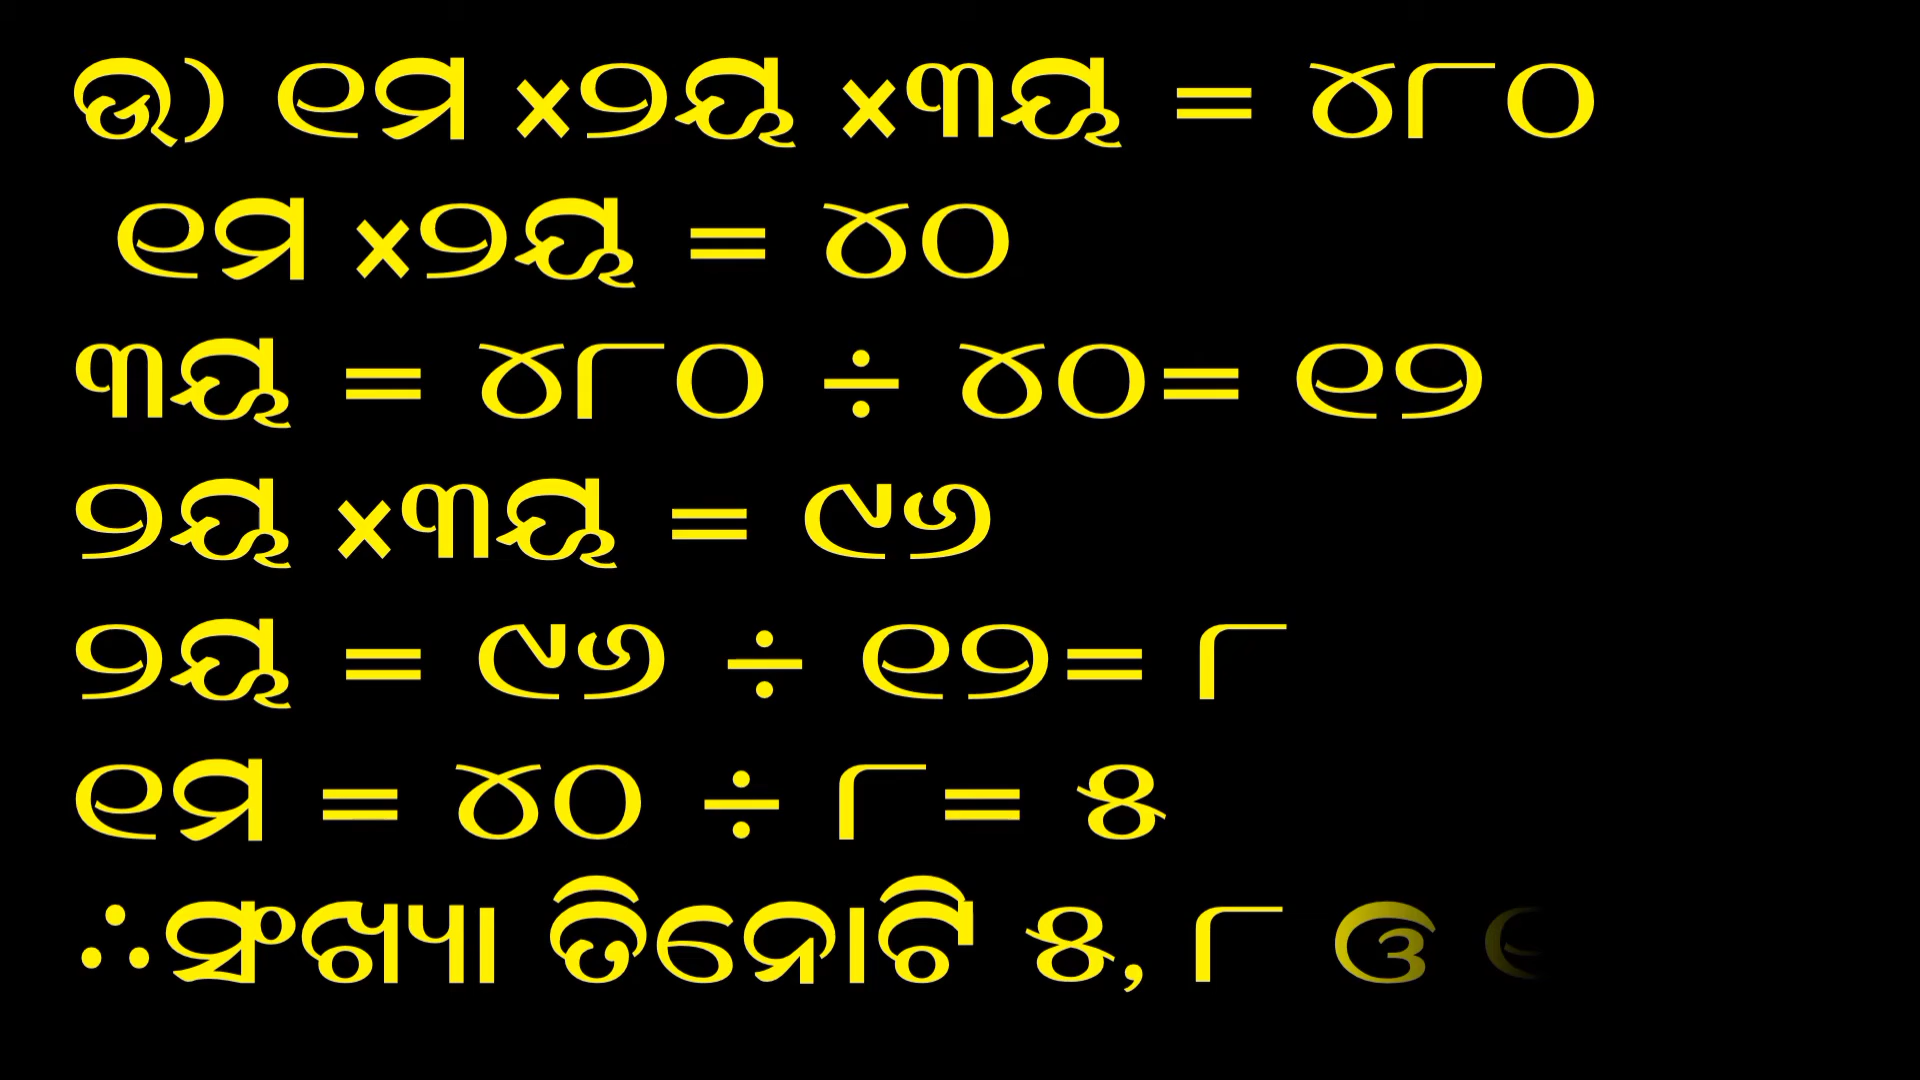 ଉ) ୧ମ ×୨ୟ ×୩ୟ = ୪୮୦
୧ମ ×୨ୟ = ୪୦
୩ୟ = ୪୮୦ ÷ ୪୦= ୧୨
୨ୟ ×୩ୟ = ୯୬
୨ୟ = ୯୬ ÷ ୧୨= ୮
୧ମ = ୪୦ ÷ ୮= ୫
∴ସଂଖ୍ୟା ତିନୋଟି ୫, ୮ ଓ